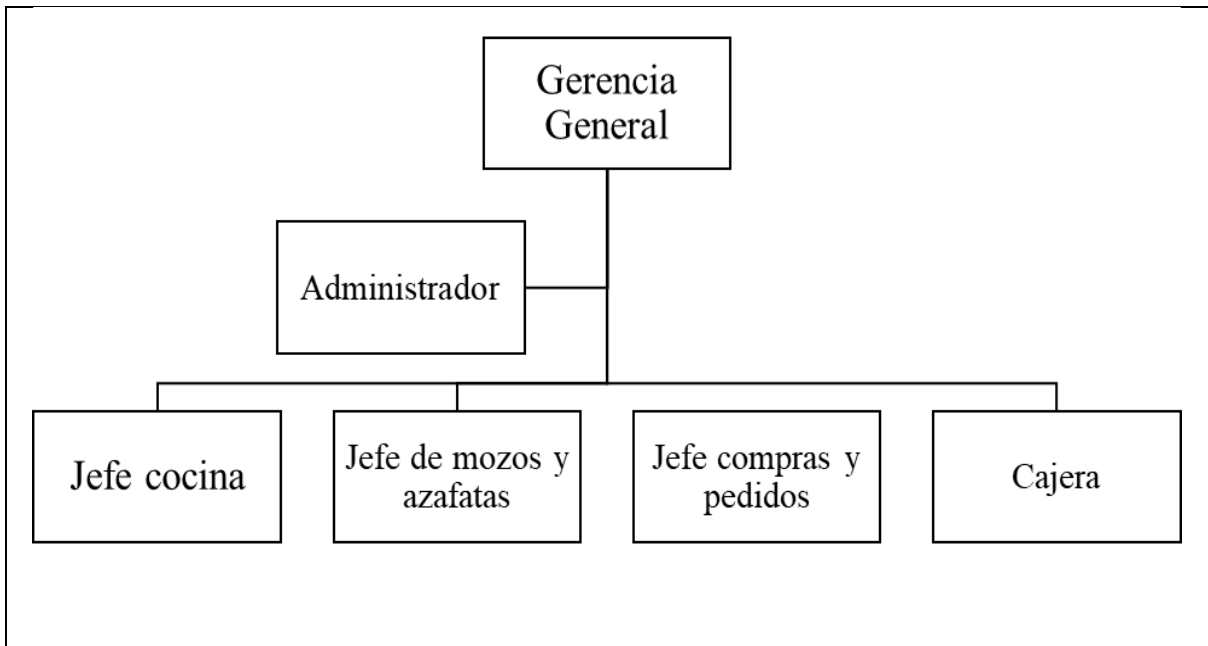 Gerencia
General
Administrador
Jefe cocina
Jefe de mozos y
azafatas
Jefe compras y
pedidos
Cajera